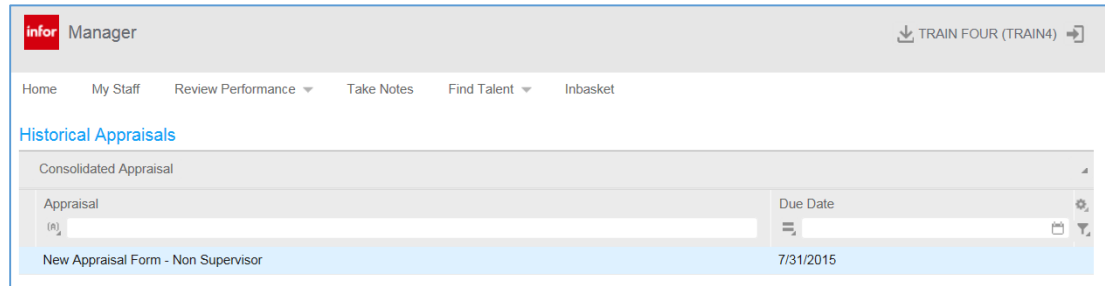 infor Manager
TRAIN FOUR (TRAIN4)
Home My Staff Review Performance Take Notes Find Talent Inbasket
Historical Appraisals
Consolidated Appraisal
Appraisal Due Date
New Appraisal Form - Non Supervisor 7/31/2015